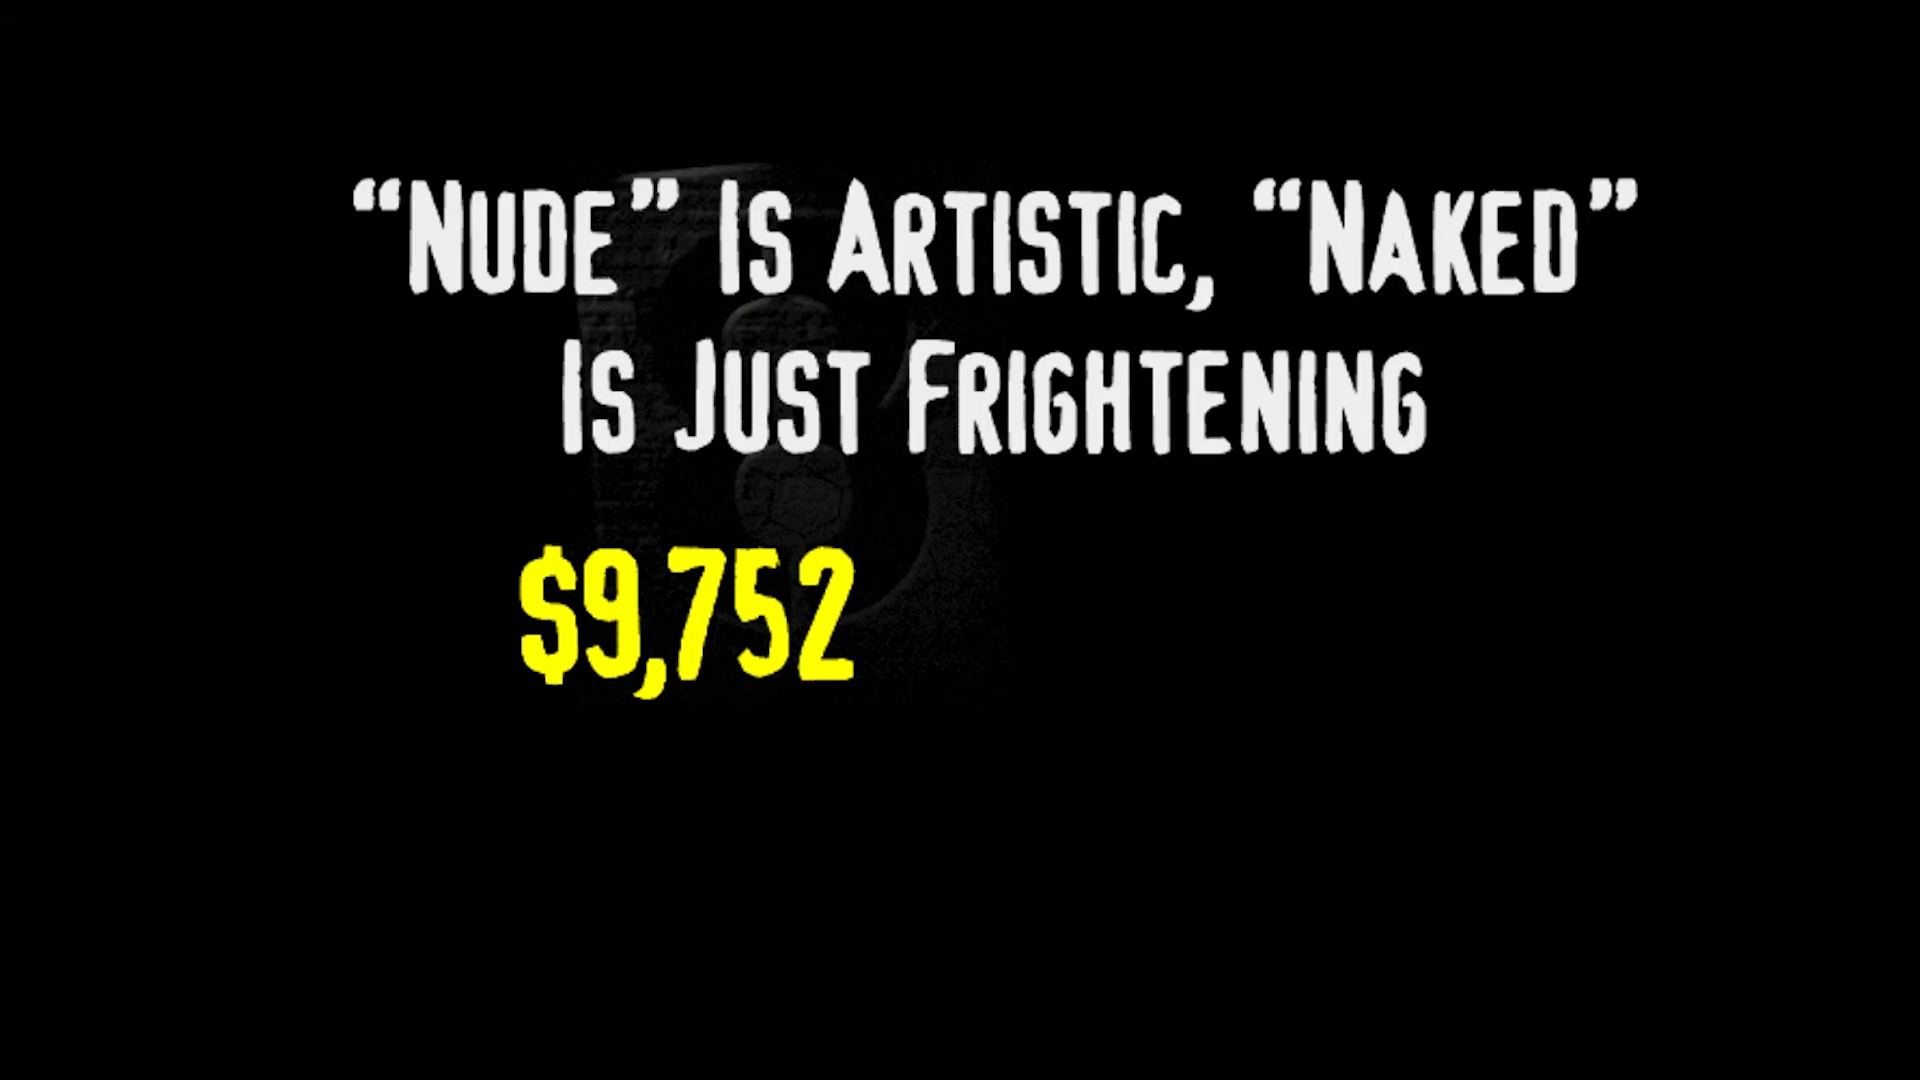 “Nude” Is Artistic, “Naked”
Is Just Frightening
$9,752